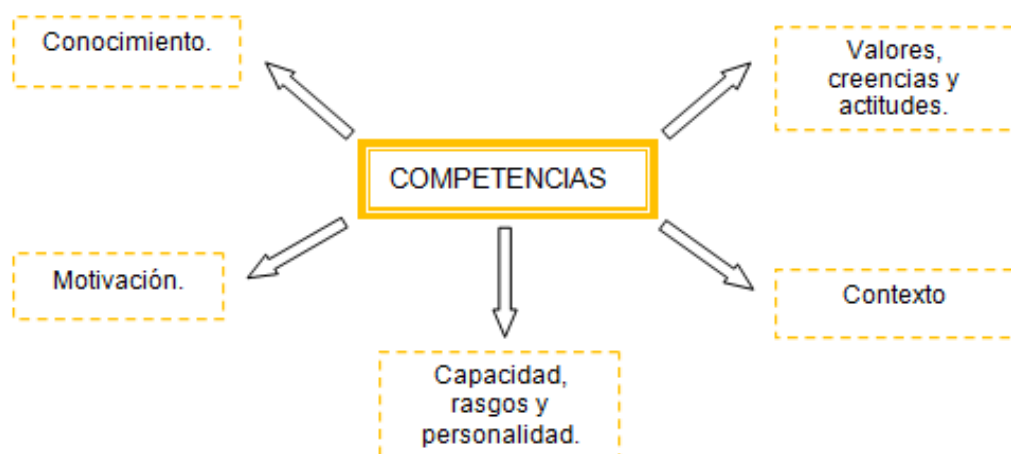 Conocimiento.
Valores,
creencias y
actitudes.
COMPETENCIAS
Motivación.
Contexto
Capacidad,
rasgos y
personalidad.